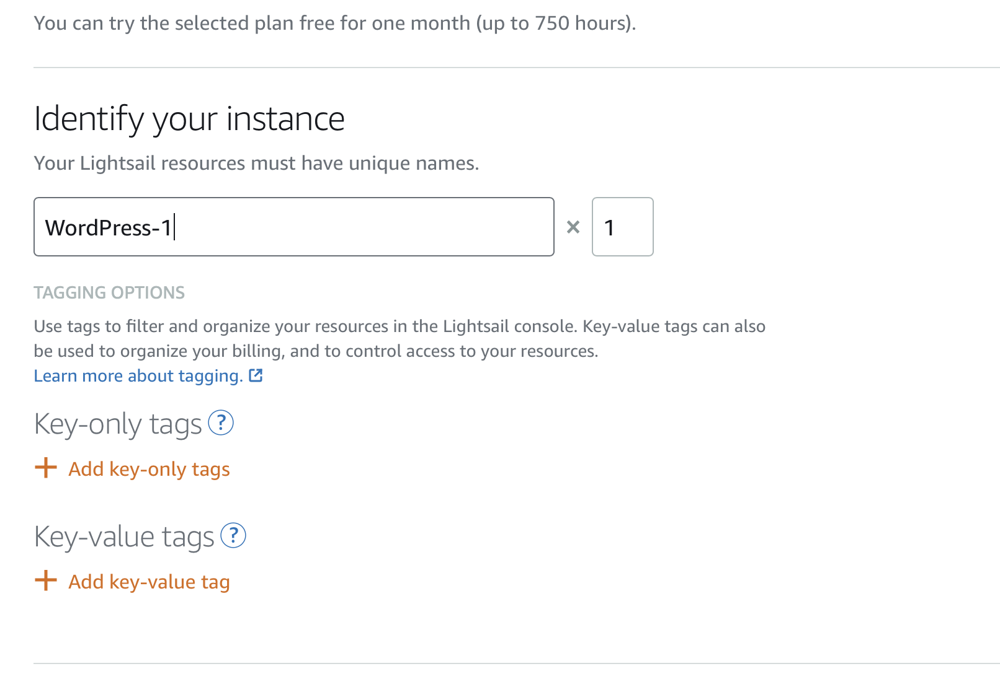 You can try the selected plan free for one month (up to 750 hours).
Identify your instance
Your Lightsail resources must have unique names.
WordPress-1 × 1
TAGGING OPTIONS
Use tags to filter and organize your resources in the Lightsail console. Key-value tags can also
be used to organize your billing, and to control access to your resources.
Learn more about tagging.
Key-only tags ?
+ Add key-only tags
Key-value tags ?
+ Add key-value tag